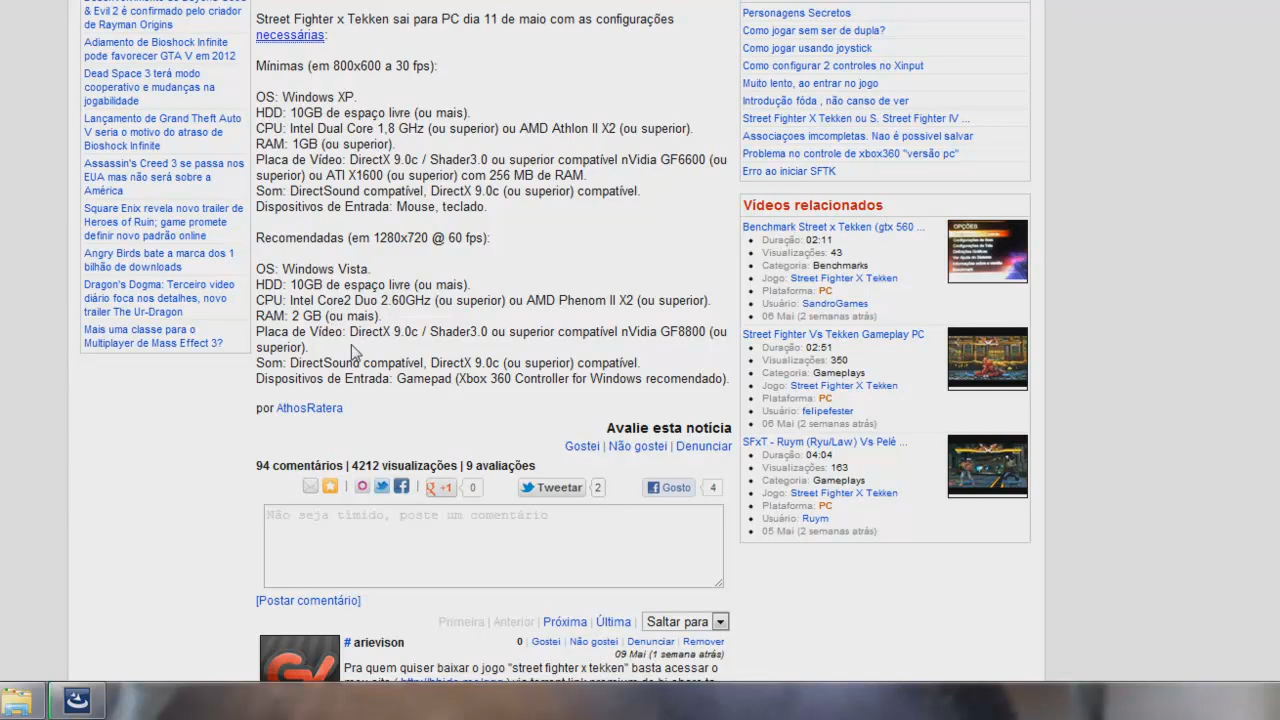 Desenvolvimento de Beyond Good
& Evil 2 é confirmado pelo criador
de Rayman Origins
Adiamento de Bioshock Infinite
pode favorecer GTA V em 2012
Dead Space 3 terá modo
cooperativo e mudanças na
jogabilidade
Lançamento de Grand Theft Auto
V seria o motivo do atraso de
Bioshock Infinite
Assassin's Creed 3 se passa nos
EUA mas não será sobre a
América
Square Enix revela novo trailer de
Heroes of Ruin; game promete
definir novo padrão online
Angry Birds bate a marca dos 1
bilhão de downloads
Dragon's Dogma: Terceiro video
diário foca nos detalhes, novo
trailer The Ur-Dragon
Mais uma classe para o
Multiplayer de Mass Effect 3?
Street Fighter x Tekken sai para PC dia 11 de maio com as configurações
necessárias:
Mínimas (em 800x600 a 30 fps):
OS: Windows XP.
HDD: 10GB de espaço livre (ou mais).
CPU: Intel Dual Core 1,8 GHz (ou superior) ou AMD Athlon II X2 (ou superior).
RAM: 1GB (ou superior).
Placa de Vídeo: DirectX 9.0c / Shader3.0 ou superior compatível nVidia GF6600 (ou
superior) ou ATI X1600 (ou superior) com 256 MB de RAM.
Som: DirectSound compatível, DirectX 9.0c (ou superior) compatível.
Dispositivos de Entrada: Mouse, teclado.
Recomendadas (em 1280x720 @ 60 fps):
OS: Windows Vista.
HDD: 10GB de espaço livre (ou mais).
CPU: Intel Core2 Duo 2.60GHz (ou superior) ou AMD Phenom II X2 (ou superior).
RAM: 2 GB (ou mais).
Placa de Vídeo: DirectX 9.0c / Shader3.0 ou superior compatível nVidia GF8800 (ou
superior).
Som: DirectSound compatível, DirectX 9.0c (ou superior) compatível.
Dispositivos de Entrada: Gamepad (Xbox 360 Controller for Windows recomendado).
por AthosRatera
Avalie esta notícia
Gostei | Não gostei | Denunciar
94 comentários | 4212 visualizações | 9 avaliações
+1 0 Tweetar 2 Gosto 4
Não seja tímido, poste um comentário
[Postar comentário]
Primeira | Anterior | Próxima | Última | Saltar para
# arievison 0 | Gostei | Não gostei | Denunciar | Remover
09 Mai (1 semana atrás)
Pra quem quiser baixar o jogo "street fighter x tekken" basta acessar o
Personagens Secretos
Como jogar sem ser de dupla?
Como jogar usando joystick
Como configurar 2 controles no Xinput
Muito lento, ao entrar no jogo
Introdução fóda , não canso de ver
Street Fighter X Tekken ou S. Street Fighter IV ...
Associaçoes imcompletas. Nao é possivel salvar
Problema no controle de xbox360 "versão pc"
Erro ao iniciar SFTK
Vídeos relacionados
Benchmark Street x Tekken (gtx 560 ...
Duração: 02:11
Visualizações: 43
Categoria: Benchmarks
Jogo: Street Fighter X Tekken
Plataforma: PC
Usuário: SandroGames
06 Mai (2 semanas atrás)
Street Fighter Vs Tekken Gameplay PC
Duração: 02:51
Visualizações: 350
Categoria: Gameplays
Jogo: Street Fighter X Tekken
Plataforma: PC
Usuário: felipefester
06 Mai (2 semanas atrás)
SFxT - Ruym (Ryu/Law) Vs Pelé ...
Duração: 04:04
Visualizações: 163
Categoria: Gameplays
Jogo: Street Fighter X Tekken
Plataforma: PC
Usuário: Ruym
05 Mai (2 semanas atrás)